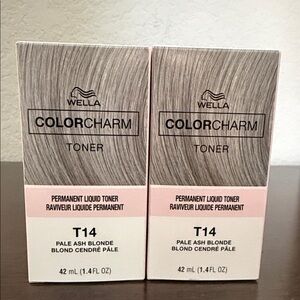 WELLA
COLORCHARM
TONER
PERMANENT LIQUID TONER
RAVIVEUR LIQUIDE PERMANENT
T14
PALE ASH BLONDE
BLOND CENDRÉ PÂLE
42 mL (1.4 FL OZ)
WELLA
COLORCHARM
TONER
PERMANENT LIQUID TONER
RAVIVEUR LIQUIDE PERMANENT
T14
PALE ASH BLONDE
BLOND CENDRÉ PÂLE
42 mL (1.4 FL OZ)